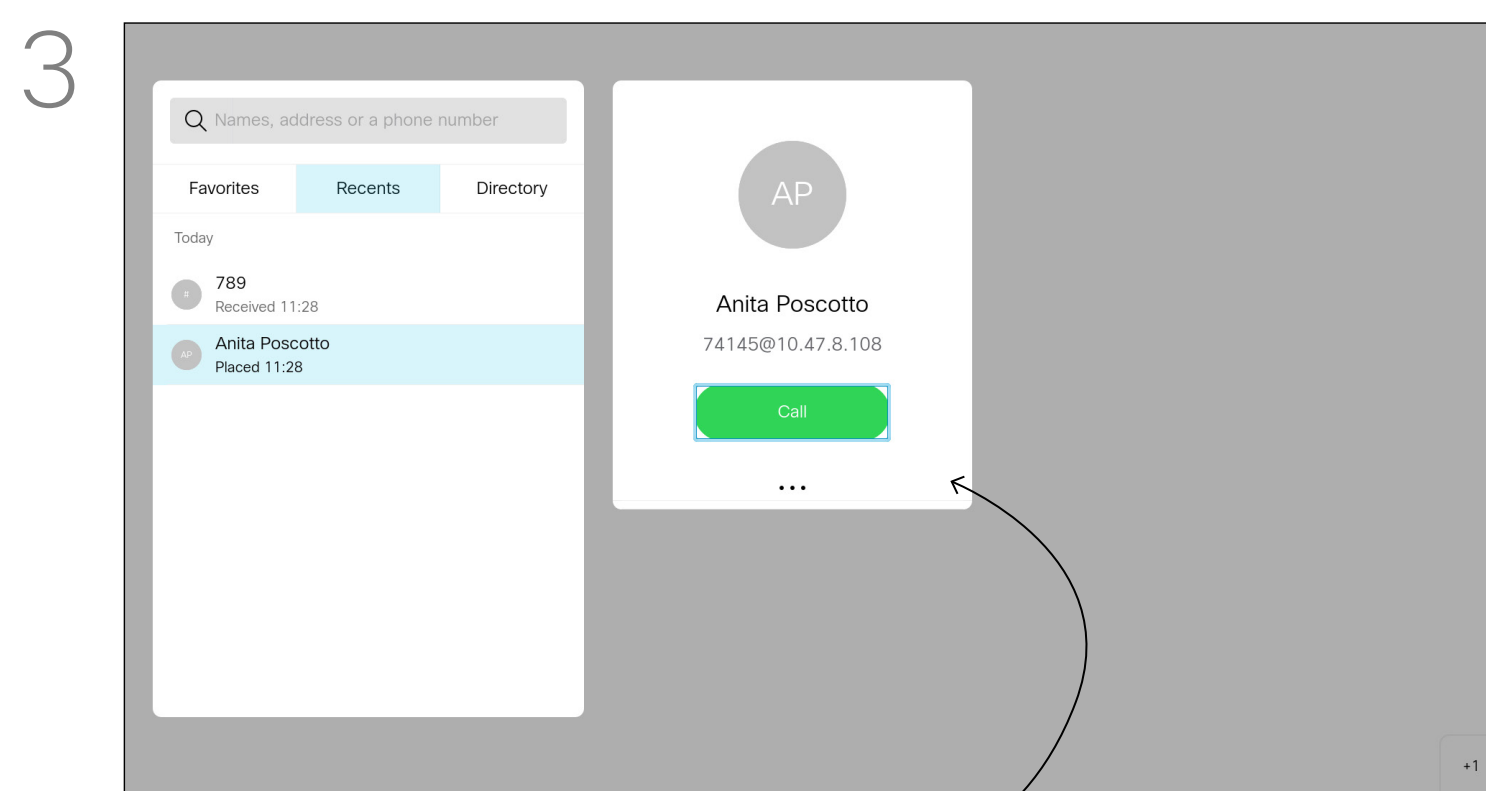 3
Names, address or a phone number
Favorites Recents Directory
Today
#
789
Received 11:28
AP
Anita Poscotto
Placed 11:28
AP
Anita Poscotto
74145@10.47.8.108
Call
...
+1